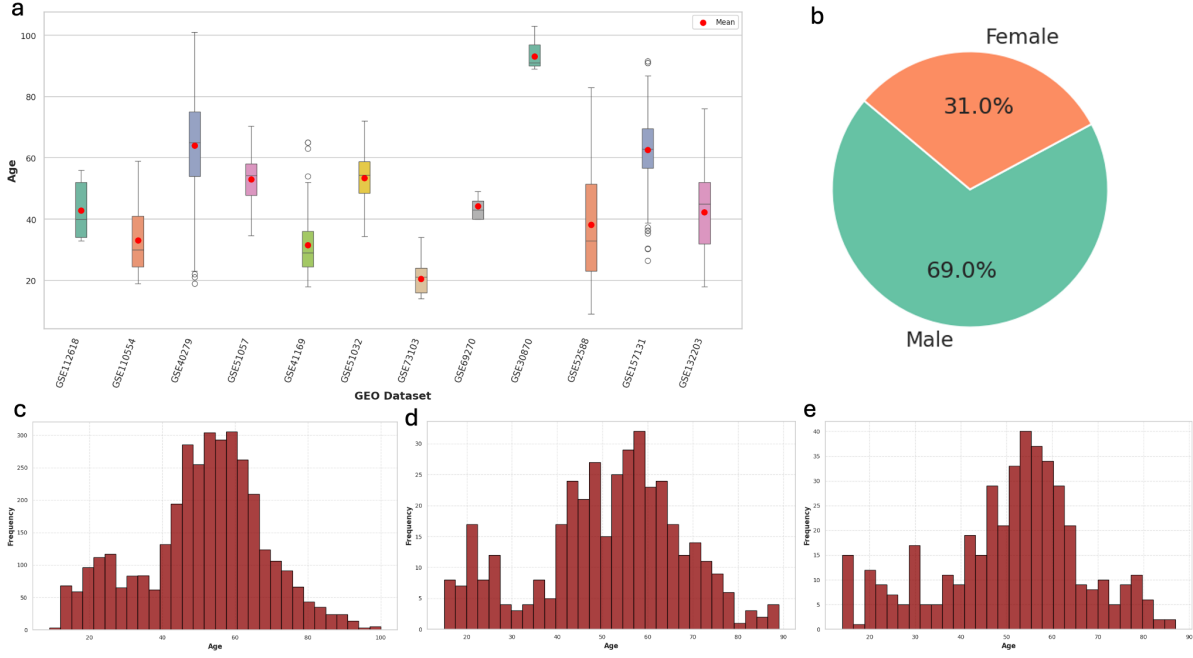 a
Mean
100
80
60
40
20
Age
GSE112618
GSE110554
GSE40279
GSE51057
GSE41169
GSE51032
GSE73103
GSE69270
GSE30870
GSE52588
GSE157131
GSE132203
GEO Dataset
b
Female
31.0%
69.0%
Male
c
300
250
200
150
100
50
0
Frequency
20
40
60
80
100
Age
d
30
25
20
15
10
5
0
Frequency
20
30
40
50
60
70
80
90
Age
e
40
35
30
25
20
15
10
5
0
Frequency
20
30
40
50
60
70
80
90
Age